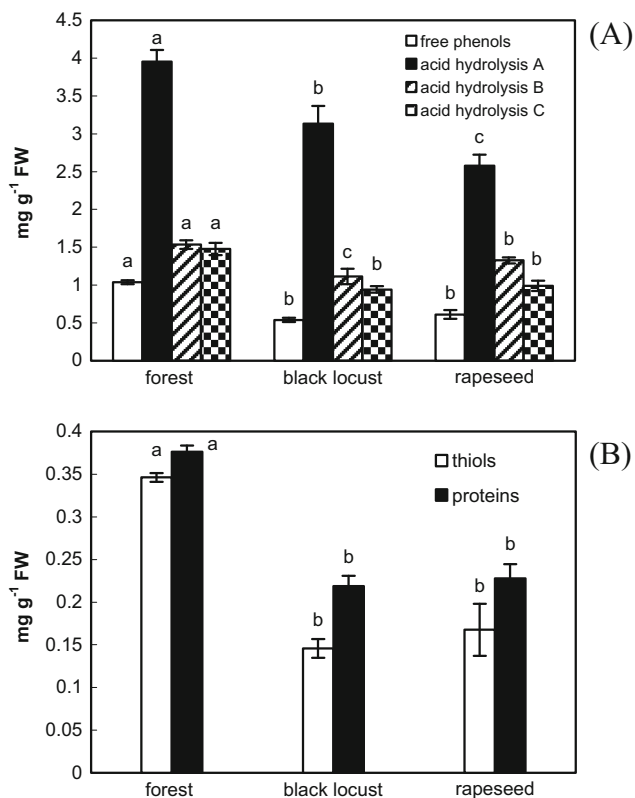 (A)
4.5
4
3.5
3
2.5
2
1.5
1
0.5
0
mg g-1 FW
free phenols
acid hydrolysis A
acid hydrolysis B
acid hydrolysis C
a
a
a
a
b
b
c
b
b
c
b
b
forest
black locust
rapeseed
(B)
0.4
0.35
0.3
0.25
0.2
0.15
0.1
0.05
0
mg g-1 FW
thiols
proteins
a
a
b
b
b
b
forest
black locust
rapeseed